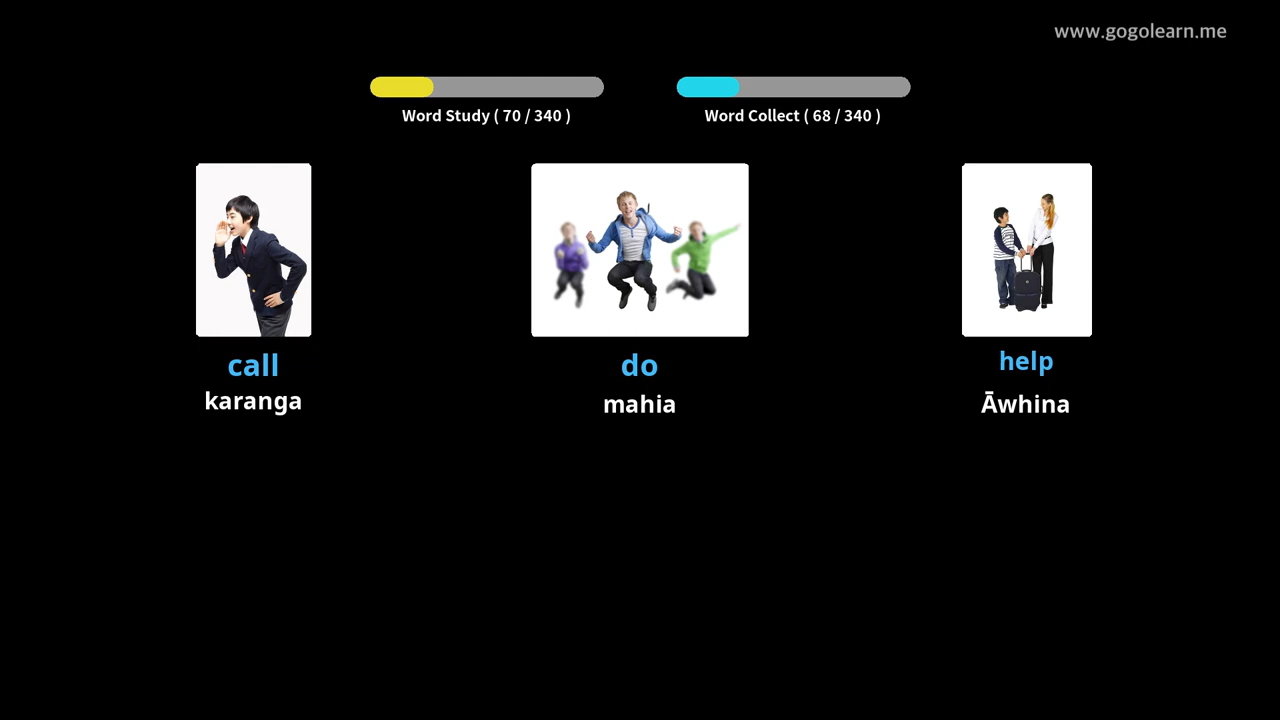 www.gogolearn.me
Word Study ( 70 / 340 )
Word Collect ( 68 / 340 )
call
karanga
do
mahia
help
Āwhina